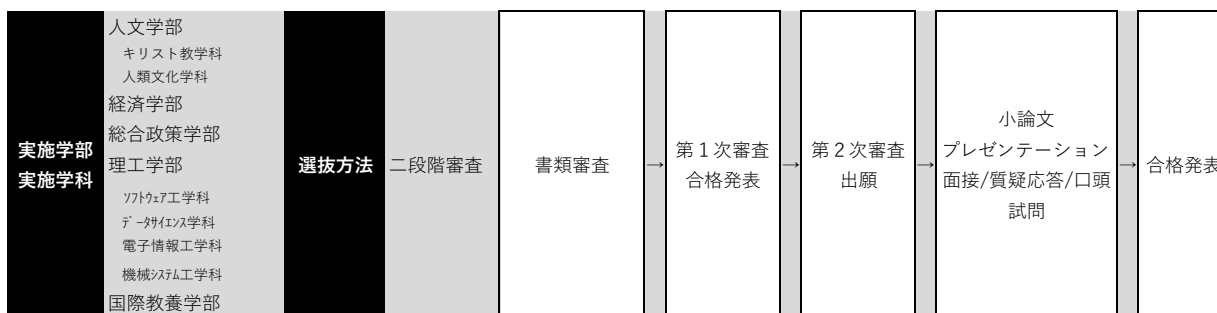 実施学部
実施学科
人文学部
キリスト教学科
人類文化学科
経済学部
総合政策学部
理工学部
ソフトウェア工学科
データサイエンス学科
電子情報工学科
機械システム工学科
国際教養学部
選抜方法
二段階審査
書類審査
→
第1次審査
合格発表
→
第2次審査
出願
→
小論文
プレゼンテーション
面接/質疑応答/口頭
試問
→
合格発表